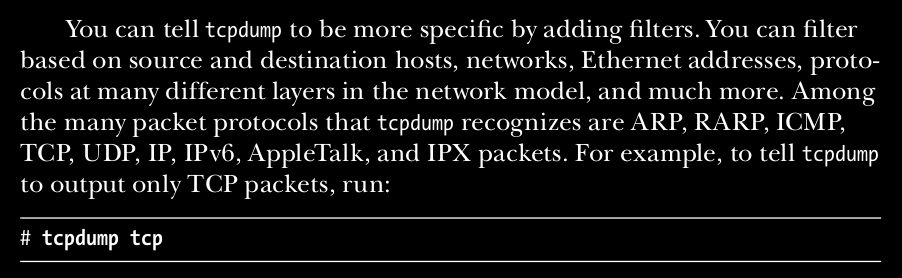 You can tell tcpdump to be more specific by adding filters. You can filter
based on source and destination hosts, networks, Ethernet addresses, proto-
cols at many different layers in the network model, and much more. Among
the many packet protocols that tcpdump recognizes are ARP, RARP, ICMP,
TCP, UDP, IP, IPv6, AppleTalk, and IPX packets. For example, to tell tcpdump
to output only TCP packets, run:
# tcpdump tcp